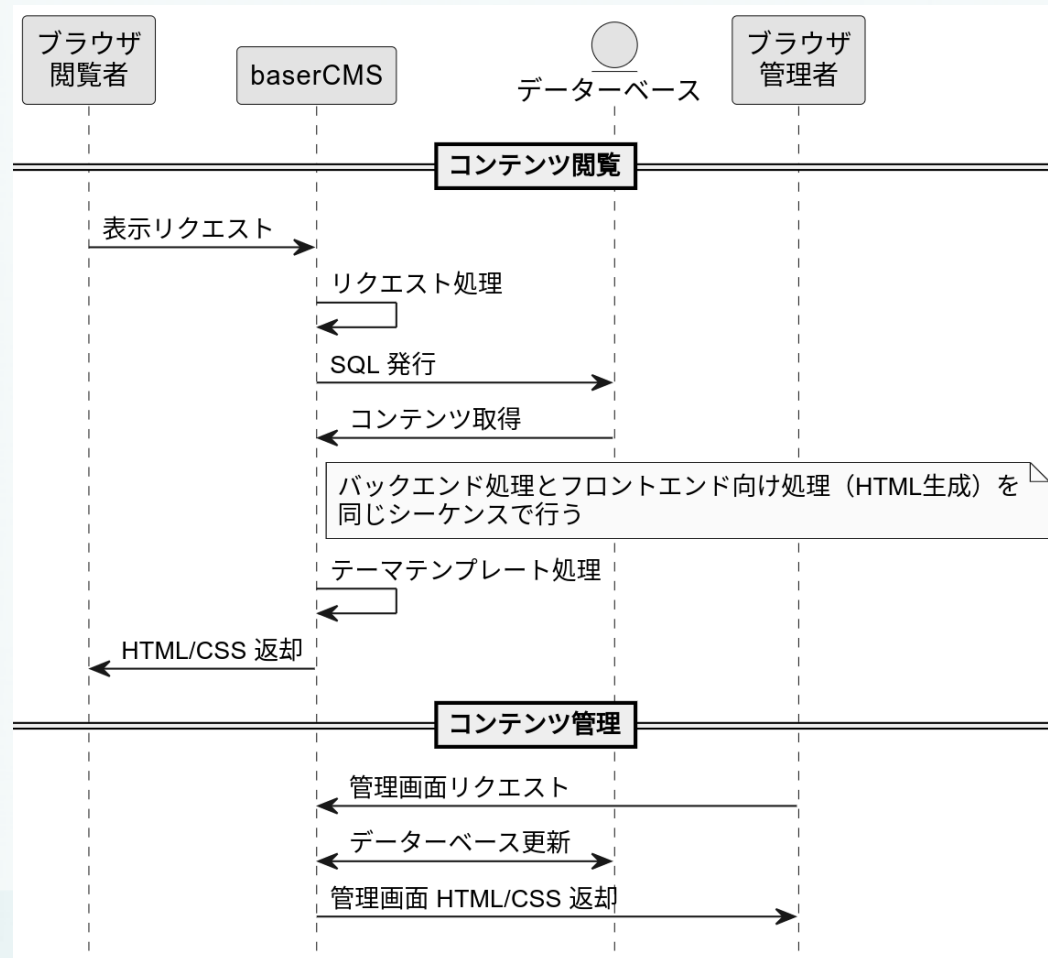 ブラウザ
閲覧者
baserCMS
データーベース
ブラウザ
管理者
コンテンツ閲覧
表示リクエスト
リクエスト処理
SQL 発行
コンテンツ取得
バックエンド処理とフロントエンド向け処理（HTML生成）を
同じシーケンスで行う
テーマテンプレート処理
HTML/CSS 返却
コンテンツ管理
管理画面リクエスト
データーベース更新
管理画面 HTML/CSS 返却